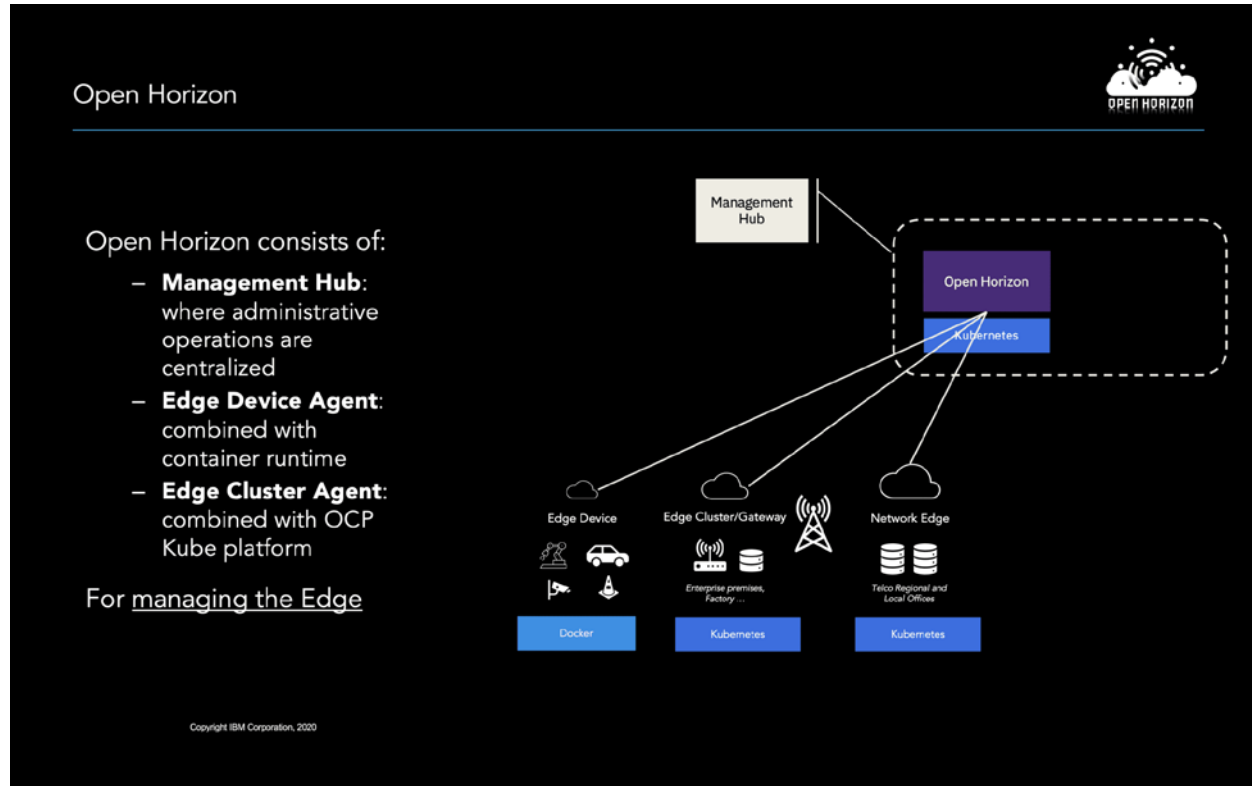 Open Horizon
OPEN HORIZON
Open Horizon consists of:
– Management Hub:
where administrative
operations are
centralized
– Edge Device Agent:
combined with
container runtime
– Edge Cluster Agent:
combined with OCP
Kube platform
For managing the Edge
Management
Hub
Open Horizon
Kubernetes
Edge Device
Edge Cluster/Gateway
Network Edge
Enterprise premises,
Factory ...
Telco Regional and
Local Offices
Docker
Kubernetes
Kubernetes
Copyright IBM Corporation, 2020